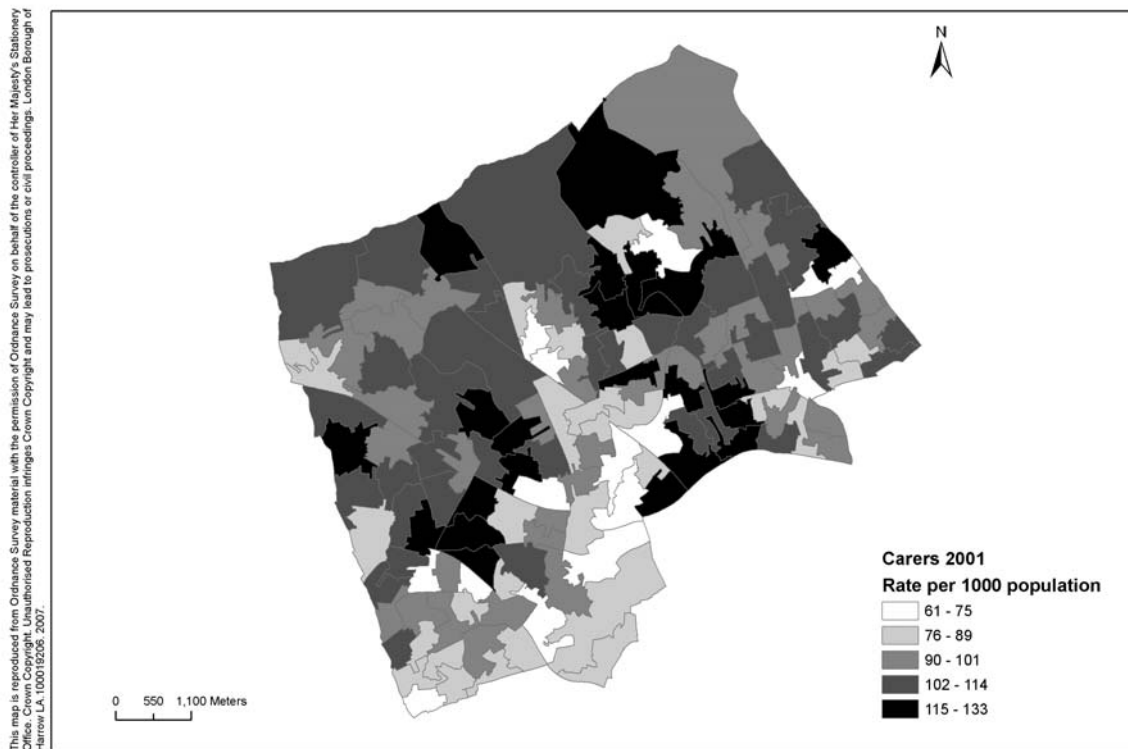 This map is reproduced from Ordnance Survey material with the permission of Ordnance Survey on behalf of the controller of Her Majesty's Stationery
Office. Crown Copyright. Unauthorised Reproduction infringes Crown Copyright and may lead to prosecutions or civil proceedings. London Borough of
Harrow LA.100019206. 2007.
N
Carers 2001
Rate per 1000 population
61 - 75
76 - 89
90 - 101
102 - 114
115 - 133
0 550 1,100 Meters